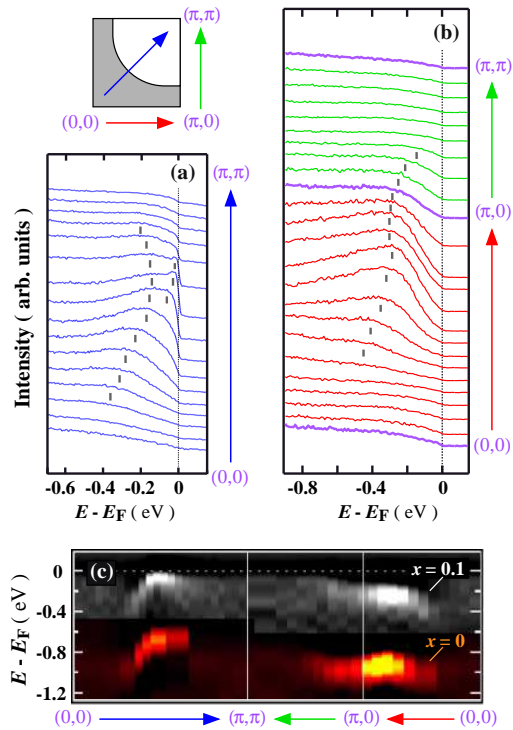 (π,π)
(0,0)
(π,0)
(a)
(π,π)
(0,0)
Intensity ( arb. units )
-0.6
-0.4
-0.2
0
E - EF ( eV )
(b)
(π,π)
(π,0)
(0,0)
-0.8
-0.4
0
E - EF ( eV )
(c)
x = 0.1
x = 0
E - EF ( eV )
0
-0.4
-0.8
-1.2
(0,0)
(π,π)
(π,0)
(0,0)